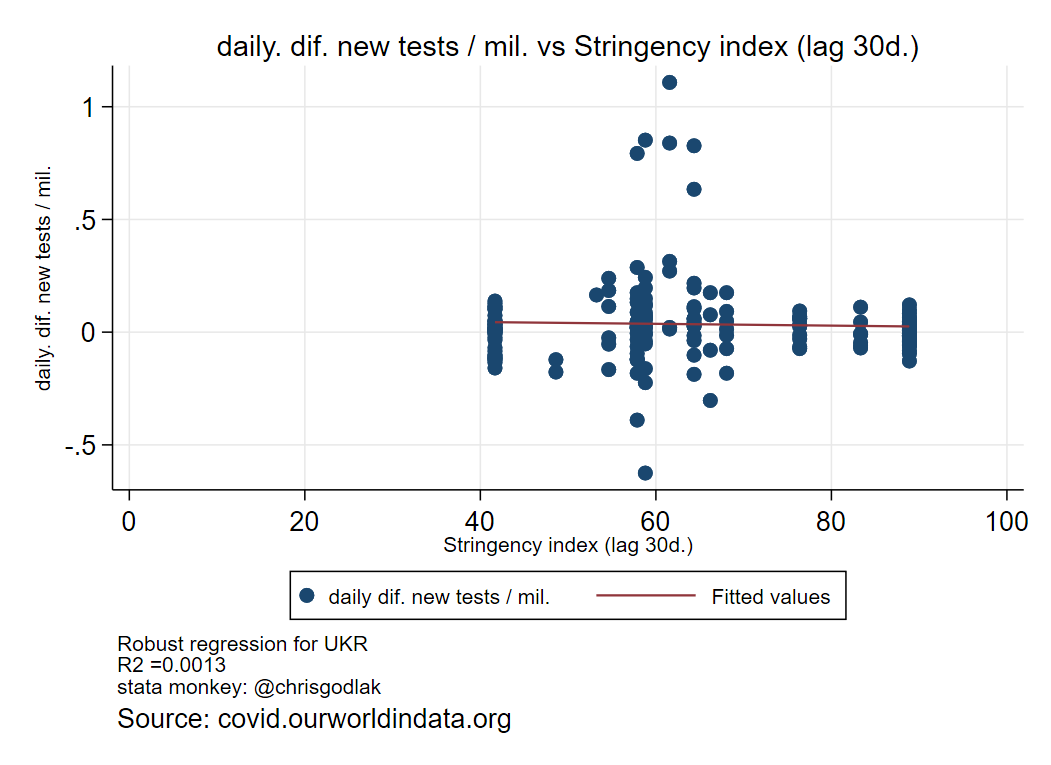 daily. dif. new tests / mil. vs Stringency index (lag 30d.)
daily. dif. new tests / mil.
1
.5
0
-.5
0 20 40 60 80 100
Stringency index (lag 30d.)
daily dif. new tests / mil. Fitted values
Robust regression for UKR
R2 =0.0013
stata monkey: @chrisgodlak
Source: covid.ourworldindata.org